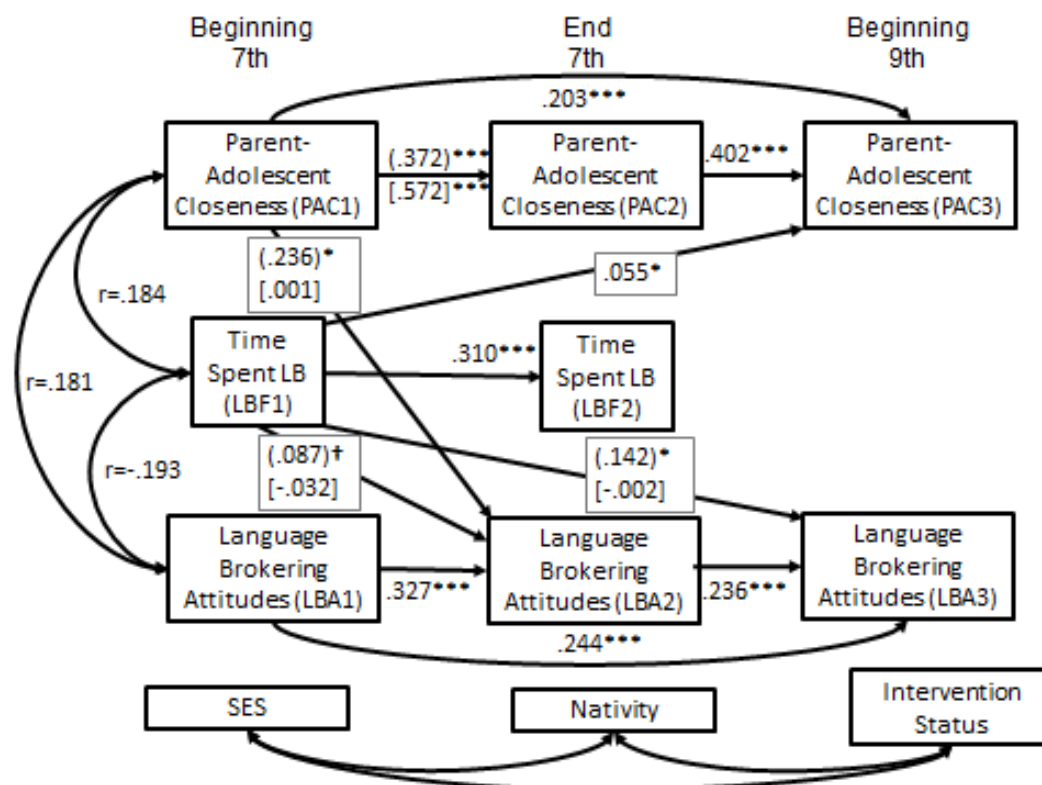 Beginning
7th
End
7th
Beginning
9th
.203***
Parent-
Adolescent
Closeness (PAC1)
(.372)***
[.572]***
Parent-
Adolescent
Closeness (PAC2)
.402***
Parent-
Adolescent
Closeness (PAC3)
(.236)*
[.001]
.055*
r=.184
Time
Spent LB
(LBF1)
.310***
Time
Spent LB
(LBF2)
r=.181
r=-.193
(.087)†
[-.032]
(.142)*
[-.002]
Language
Brokering
Attitudes (LBA1)
.327***
Language
Brokering
Attitudes (LBA2)
.236***
Language
Brokering
Attitudes (LBA3)
.244***
SES
Nativity
Intervention
Status